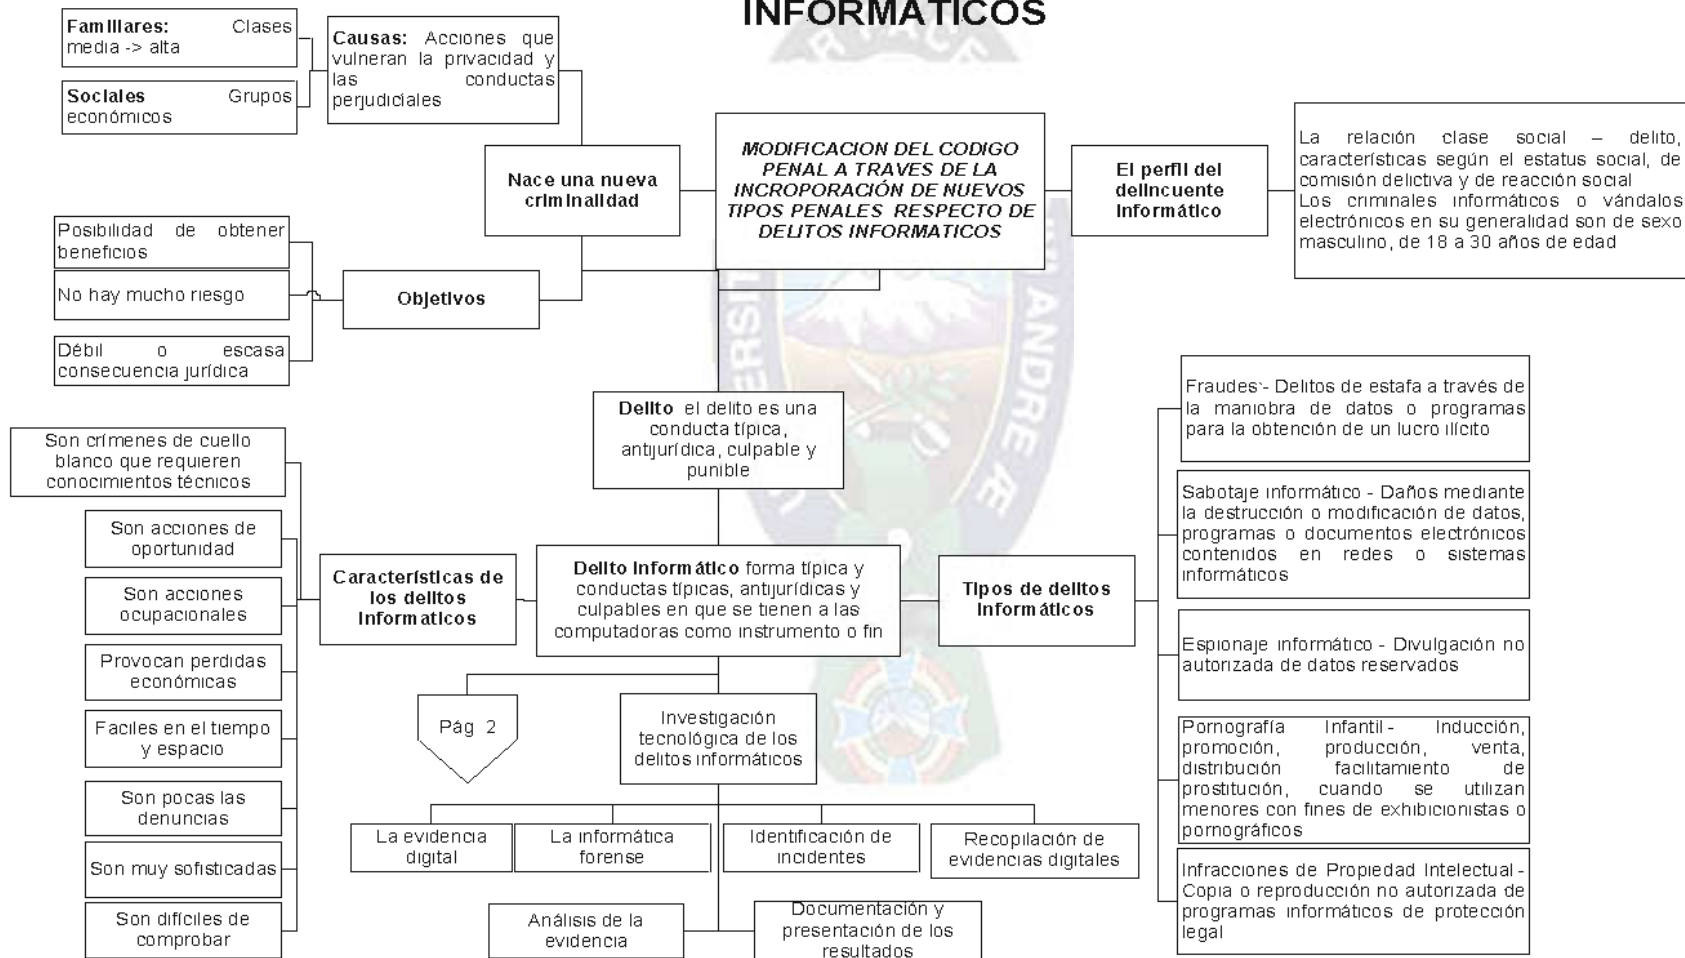 INFORMATICOS
Familiares: Clases
media -> alta
Sociales Grupos
económicos
Causas: Acciones que
vulneran la privacidad y
las conductas
perjudiciales
Nace una nueva
criminalidad
MODIFICACION DEL CODIGO
PENAL A TRAVES DE LA
INCROPORACIÓN DE NUEVOS
TIPOS PENALES RESPECTO DE
DELITOS INFORMATICOS
El perfil del
delincuente
informático
La relación clase social – delito,
características según el estatus social, de
comisión delictiva y de reacción social
Los criminales informáticos o vándalos
electrónicos en su generalidad son de sexo
masculino, de 18 a 30 años de edad
Posibilidad de obtener
beneficios
No hay mucho riesgo
Débil o escasa
consecuencia jurídica
Objetivos
Delito el delito es una
conducta típica,
antijurídica, culpable y
punible
Son crímenes de cuello
blanco que requieren
conocimientos técnicos
Son acciones de
oportunidad
Son acciones
ocupacionales
Provocan perdidas
económicas
Faciles en el tiempo
y espacio
Son pocas las
denuncias
Son muy sofisticadas
Son difíciles de
comprobar
Características de
los delitos
informaticos
Delito informático forma típica y
conductas típicas, antijurídicas y
culpables en que se tienen a las
computadoras como instrumento o fin
Tipos de delitos
informáticos
Fraudes:- Delitos de estafa a través de
la maniobra de datos o programas
para la obtención de un lucro ilícito
Sabotaje informático - Daños mediante
la destrucción o modificación de datos,
programas o documentos electrónicos
contenidos en redes o sistemas
informáticos
Espionaje informático - Divulgación no
autorizada de datos reservados
Pornografía Infantil - Inducción,
promoción, producción, venta,
distribución facilitamiento de
prostitución, cuando se utilizan
menores con fines de exhibicionistas o
pornográficos
Infracciones de Propiedad Intelectual -
Copia o reproducción no autorizada de
programas informáticos de protección
legal
Pág 2
Investigación
tecnológica de los
delitos informáticos
La evidencia
digital
La informática
forense
Identificación de
incidentes
Recopilación de
evidencias digitales
Análisis de la
evidencia
Documentación y
presentación de los
resultados